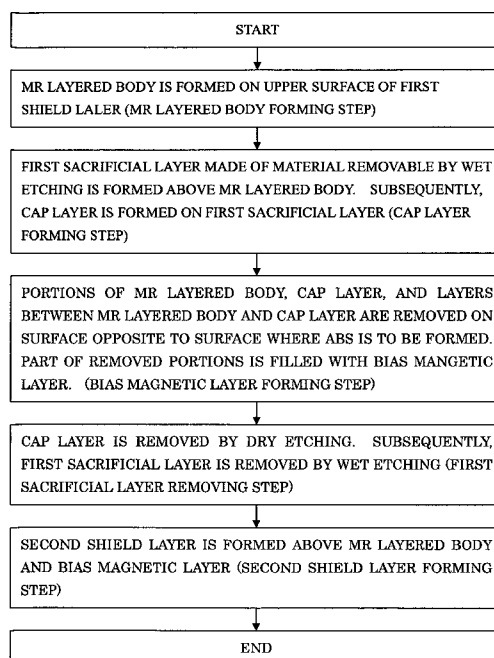 START
MR LAYERED BODY IS FORMED ON UPPER SURFACE OF FIRST
SHIELD LALER (MR LAYERED BODY FORMING STEP)
FIRST SACRIFICIAL LAYER MADE OF MATERIAL REMOVABLE BY WET
ETCHING IS FORMED ABOVE MR LAYERED BODY. SUBSEQUENTLY,
CAP LAYER IS FORMED ON FIRST SACRIFICIAL LAYER (CAP LAYER
FORMING STEP)
PORTIONS OF MR LAYERED BODY, CAP LAYER, AND LAYERS
BETWEEN MR LAYERED BODY AND CAP LAYER ARE REMOVED ON
SURFACE OPPOSITE TO SURFACE WHERE ABS IS TO BE FORMED.
PART OF REMOVED PORTIONS IS FILLED WITH BIAS MANGETIC
LAYER. (BIAS MAGNETIC LAYER FORMING STEP)
CAP LAYER IS REMOVED BY DRY ETCHING. SUBSEQUENTLY,
FIRST SACRIFICIAL LAYER IS REMOVED BY WET ETCHING (FIRST
SACRIFICIAL LAYER REMOVING STEP)
SECOND SHIELD LAYER IS FORMED ABOVE MR LAYERED BODY
AND BIAS MAGNETIC LAYER (SECOND SHIELD LAYER FORMING
STEP)
END